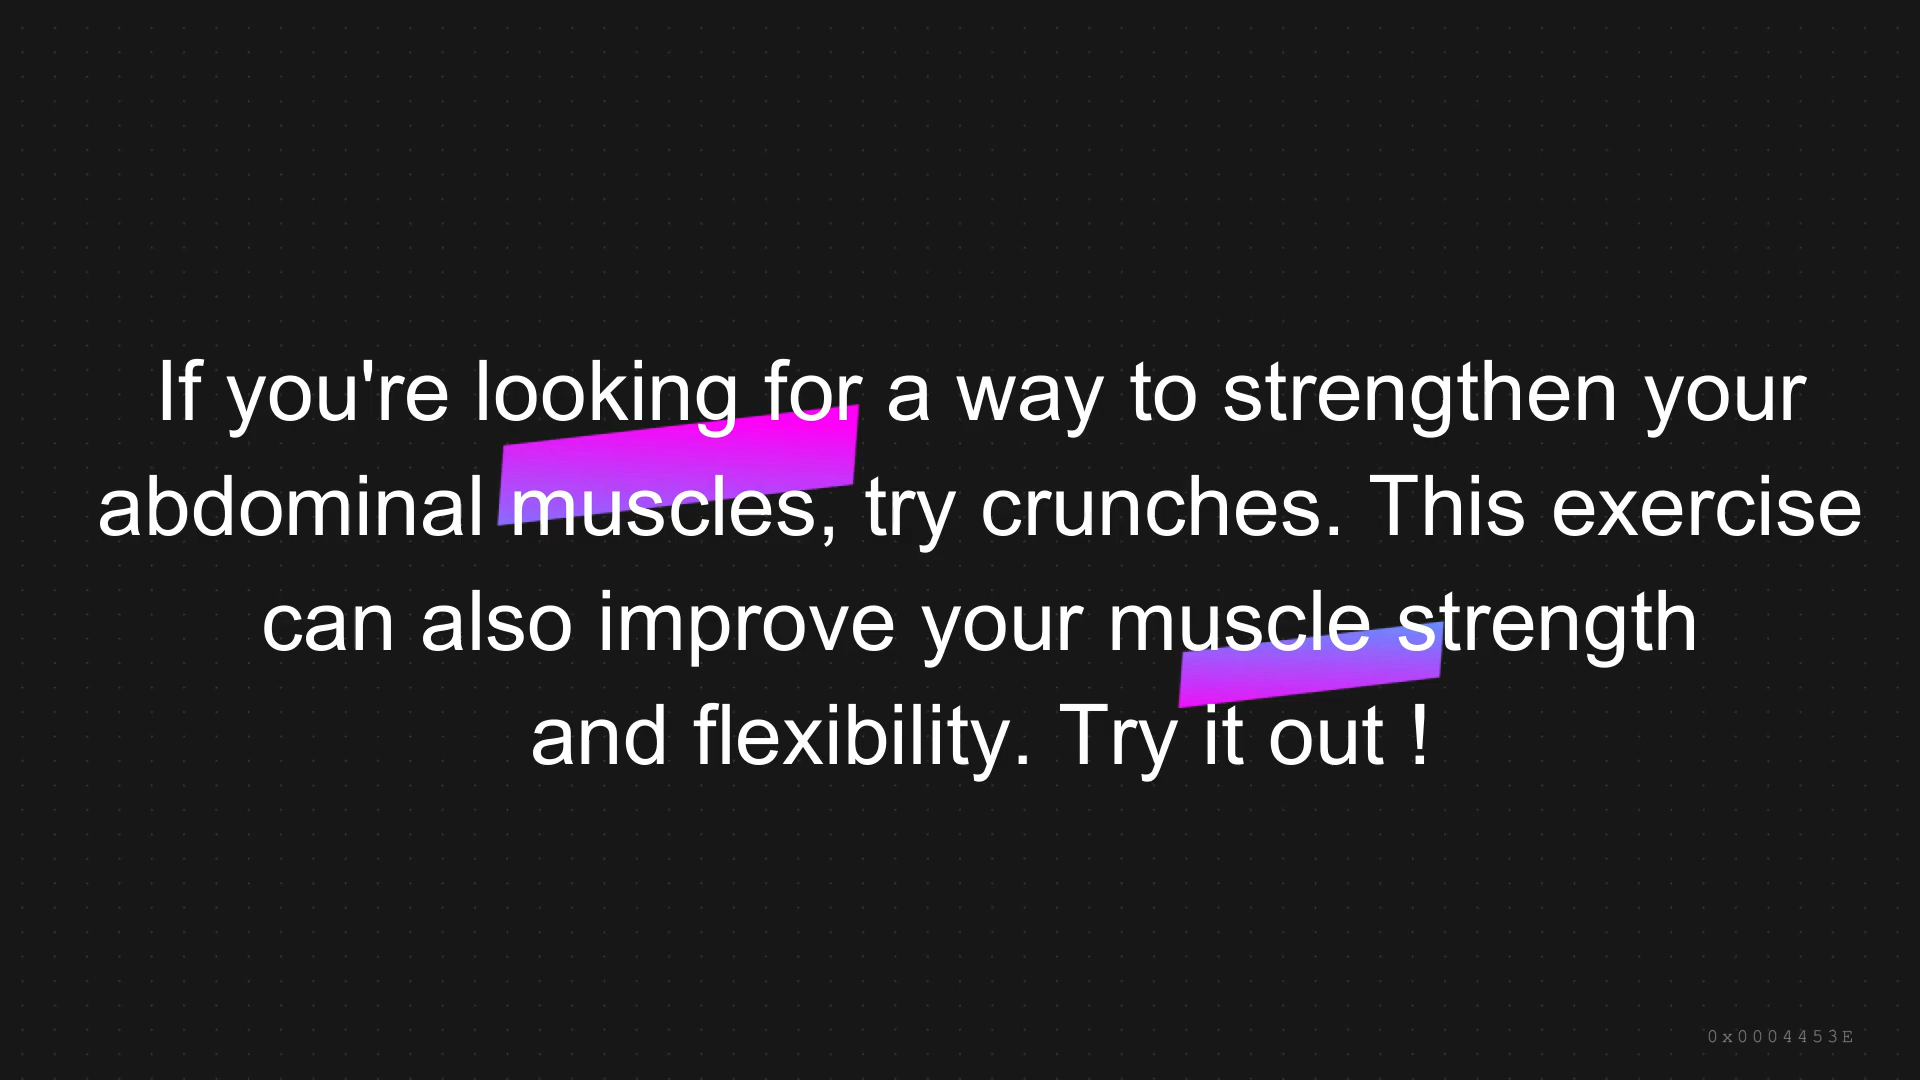 If you're looking for a way to strengthen your
abdominal muscles, try crunches. This exercise
can also improve your muscle strength
and flexibility. Try it out !
0x0004453E